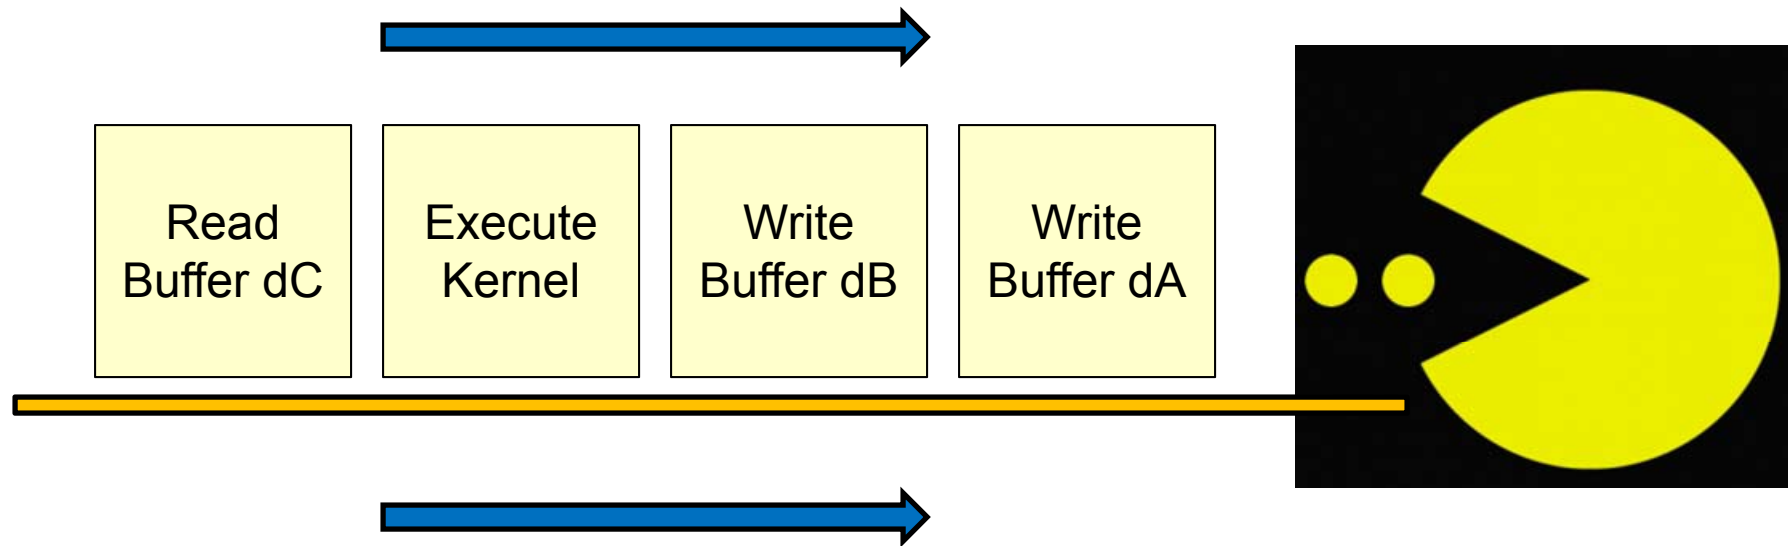 Read
Buffer dC
Execute
Kernel
Write
Buffer dB
Write
Buffer dA